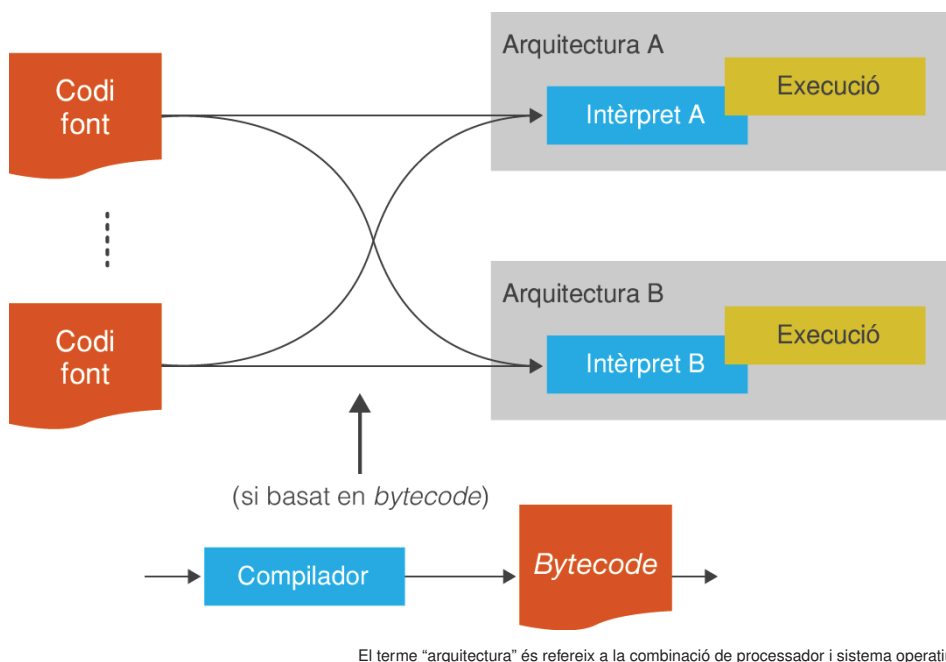 Codi
font
Arquitectura A
Intèrpret A
Execució
Codi
font
Arquitectura B
Intèrpret B
Execució
(si basat en bytecode)
Compilador
Bytecode
El terme “arquitectura” és refereix a la combinació de processador i sistema